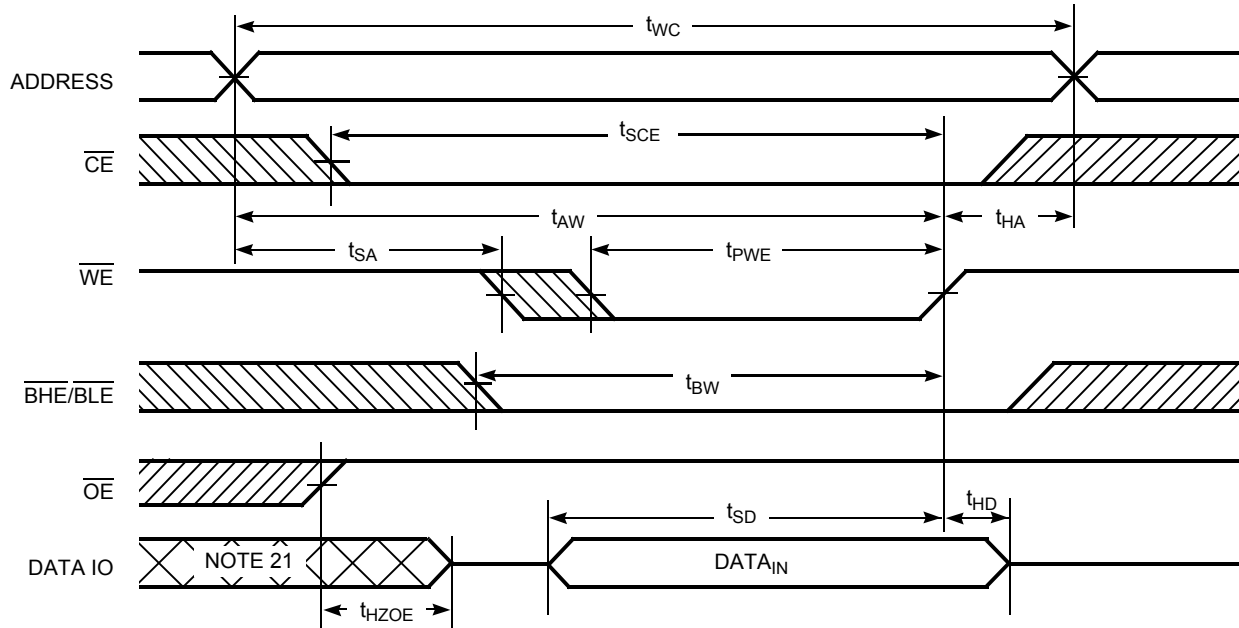 tWC
ADDRESS
tSCE
CE
tAW
tHA
tSA
tPWE
WE
BHE/BLE
tBW
OE
tSD
tHD
DATA IO
NOTE 21
DATAIN
tHZOE